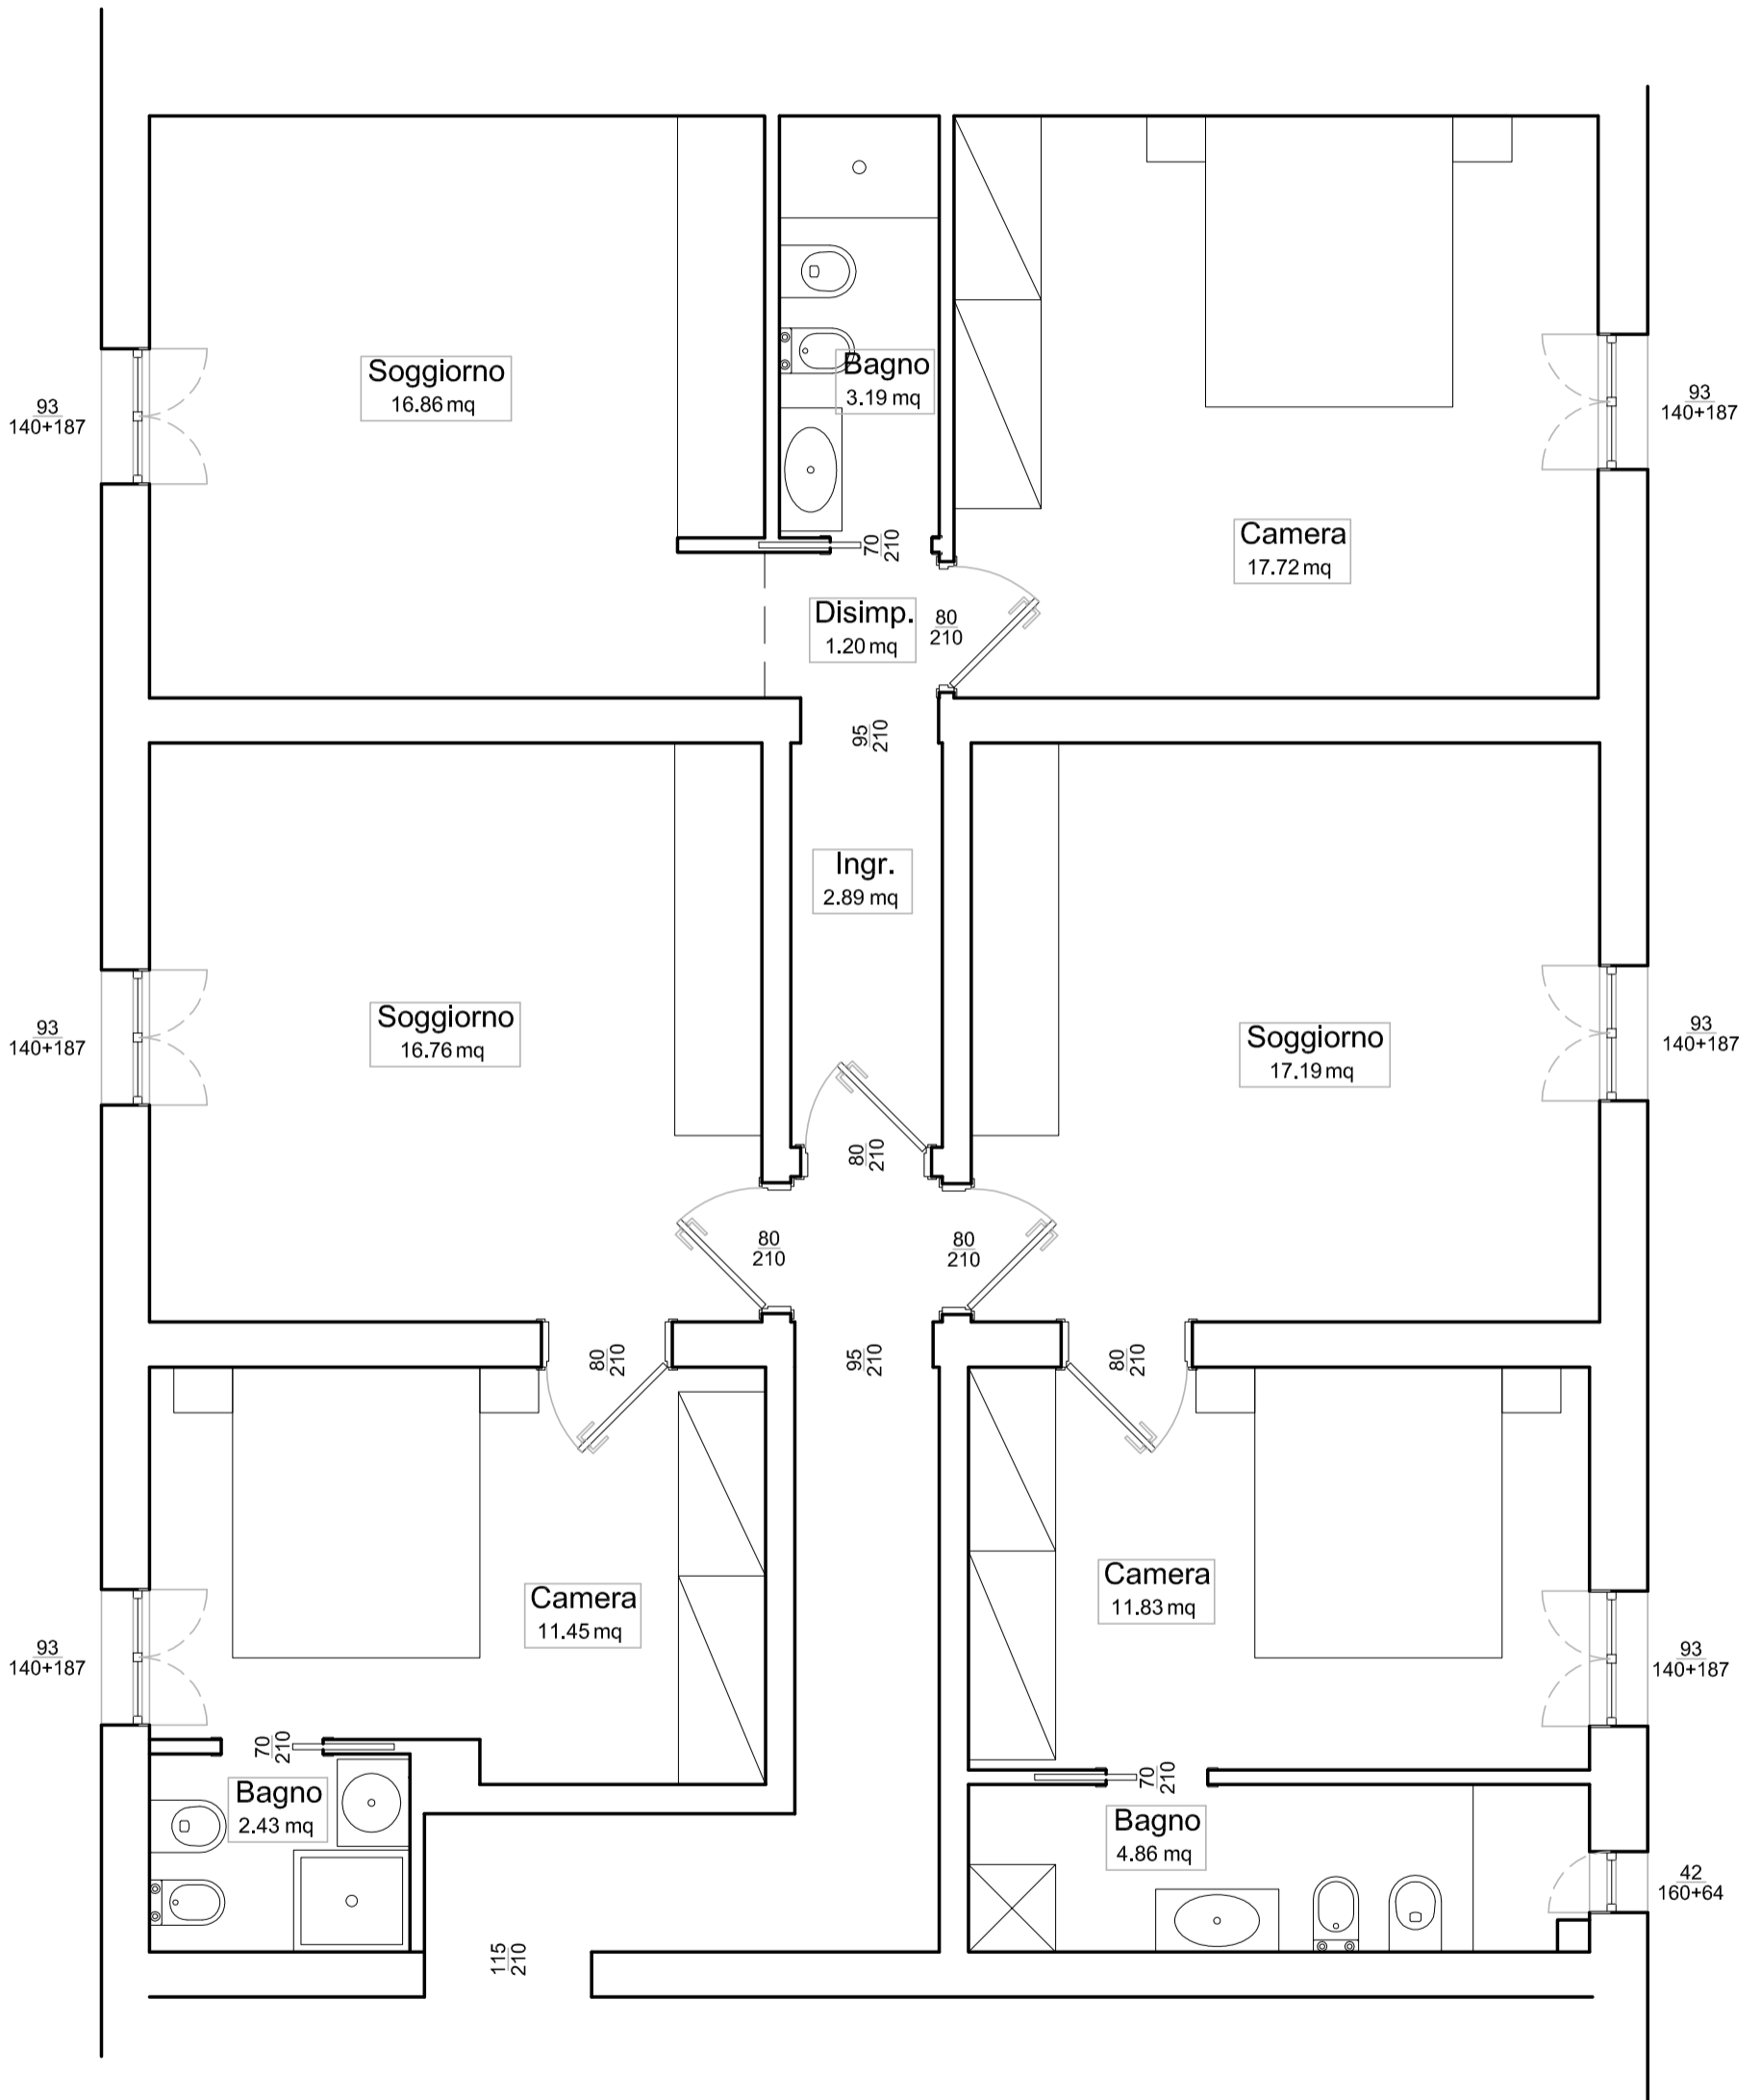 Soggiorno
16.86 mq
Bagno
3.19 mq
93
140+187
93
140+187
Camera
17.72 mq
70
210
Disimp.
1.20 mq
80
210
95
210
Ingr.
2.89 mq
Soggiorno
16.76 mq
93
140+187
Soggiorno
17.19 mq
93
140+187
80
210
80
210
80
210
80
210
95
210
80
210
Camera
11.45 mq
Camera
11.83 mq
93
140+187
93
140+187
70
210
Bagno
2.43 mq
70
210
Bagno
4.86 mq
42
160+64
115
210